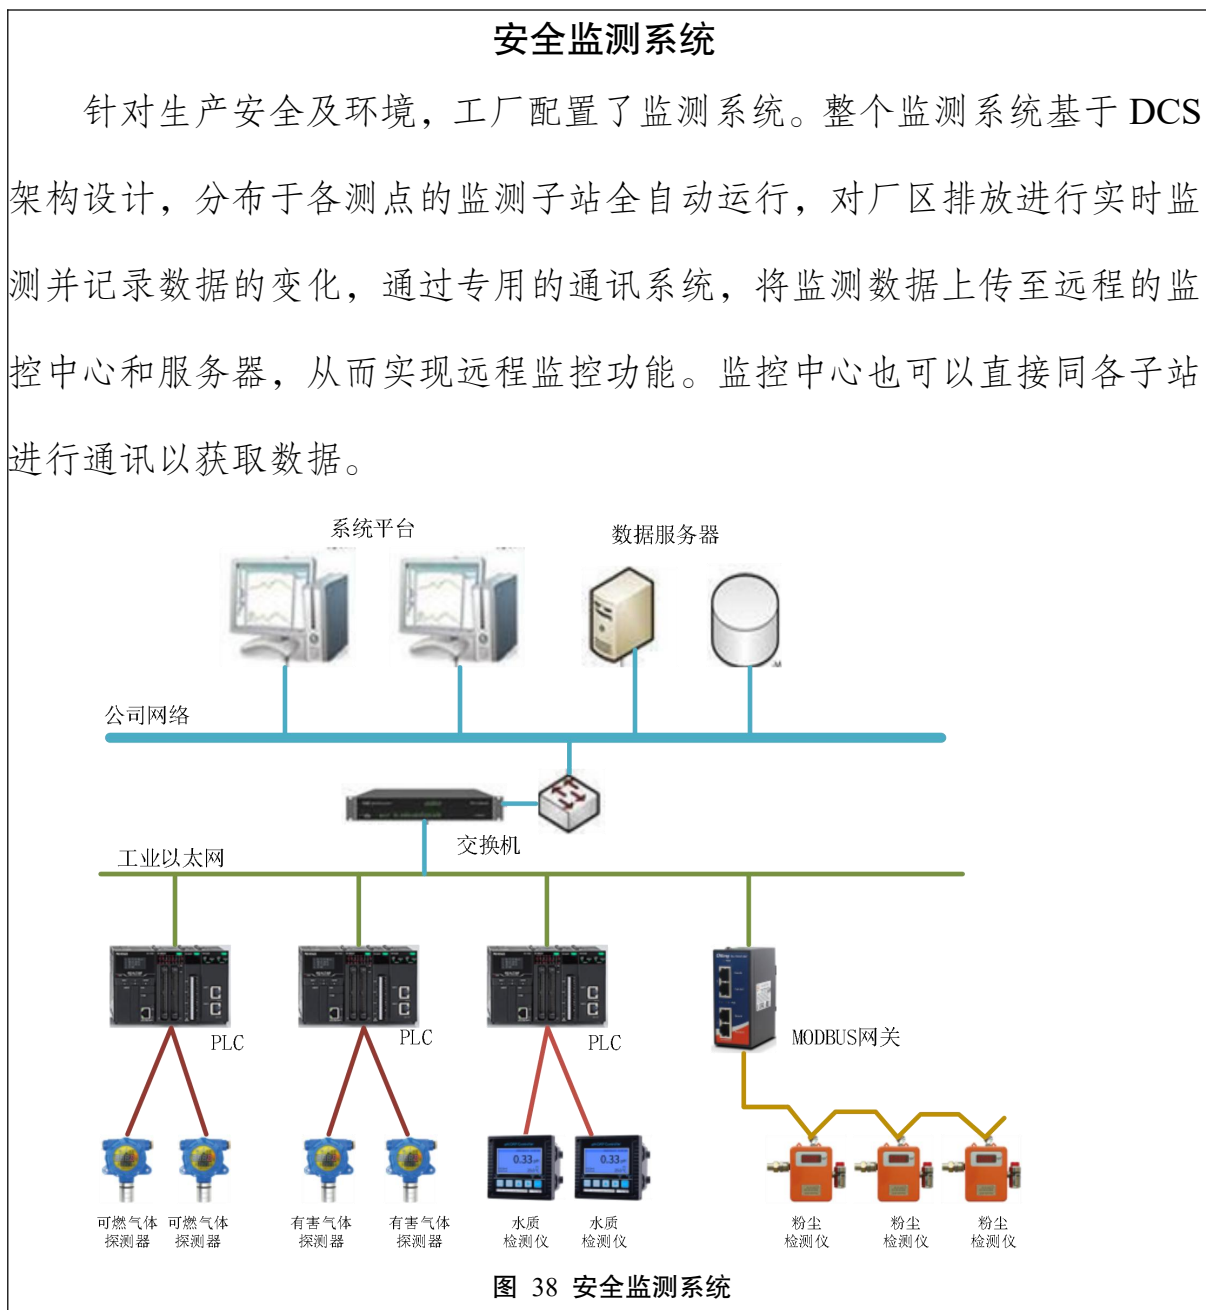 安全监测系统
针对生产安全及环境，工厂配置了监测系统。整个监测系统基于 DCS
架构设计，分布于各测点的监测子站全自动运行，对厂区排放进行实时监
测并记录数据的变化，通过专用的通讯系统，将监测数据上传至远程的监
控中心和服务器，从而实现远程监控功能。监控中心也可以直接同各子站
进行通讯以获取数据。
系统平台
数据服务器
公司网络
交换机
工业以太网
PLC
PLC
PLC
MODBUS网关
0.33
0.33
可燃气体
探测器
可燃气体
探测器
有害气体
探测器
有害气体
探测器
水质
检测仪
水质
检测仪
粉尘
检测仪
粉尘
检测仪
粉尘
检测仪
图 38 安全监测系统